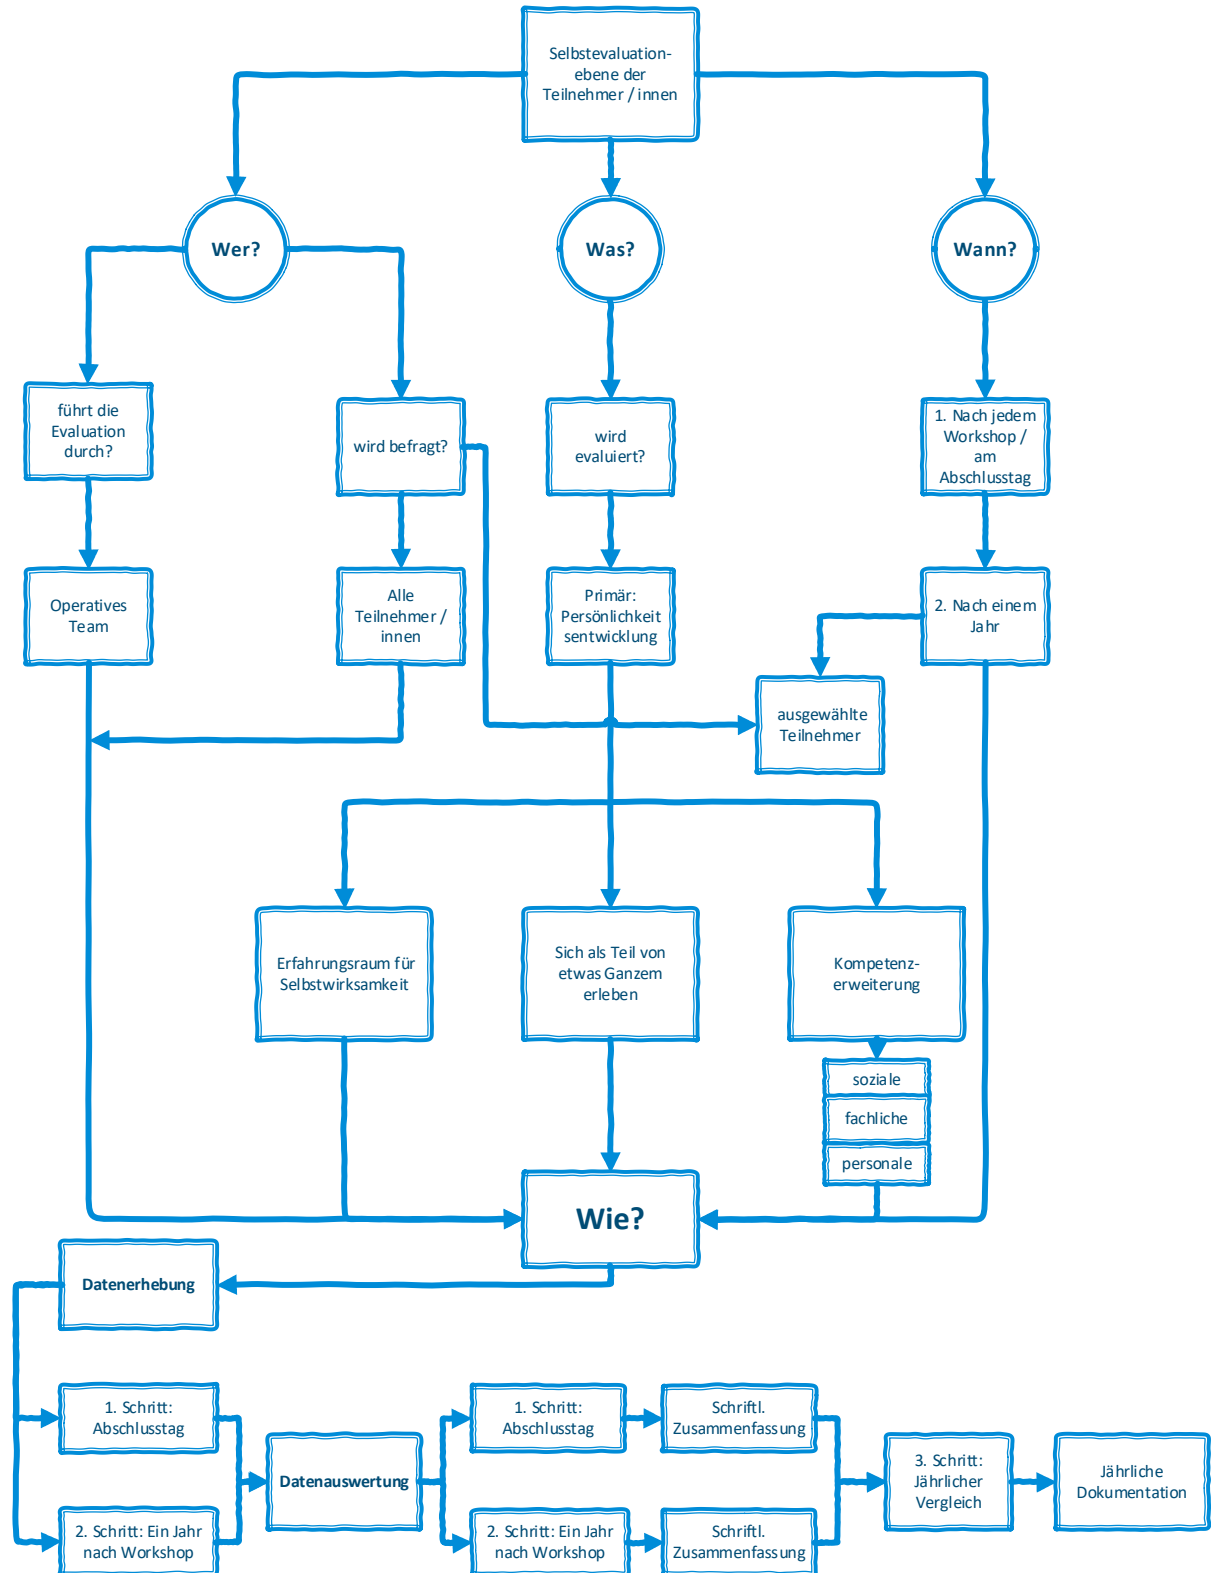 Selbstevaluation-
ebene der
Teilnehmer / innen
Wer?
Was?
Wann?
führt die
Evaluation
durch?
wird befragt?
wird
evaluiert?
1. Nach jedem
Workshop /
am
Abschlusstag
Operatives
Team
Alle
Teilnehmer /
innen
Primär:
Persönlichkeit
sentwicklung
2. Nach einem
Jahr
ausgewählte
Teilnehmer
Erfahrungsraum für
Selbstwirksamkeit
Sich als Teil von
etwas Ganzem
erleben
Kompetenz-
erweiterung
soziale
fachliche
personale
Wie?
Datenerhebung
1. Schritt:
Abschlusstag
2. Schritt: Ein Jahr
nach Workshop
Datenauswertung
1. Schritt:
Abschlusstag
Schriftl.
Zusammenfassung
2. Schritt: Ein Jahr
nach Workshop
Schriftl.
Zusammenfassung
3. Schritt:
Jährlicher
Vergleich
Jährliche
Dokumentation